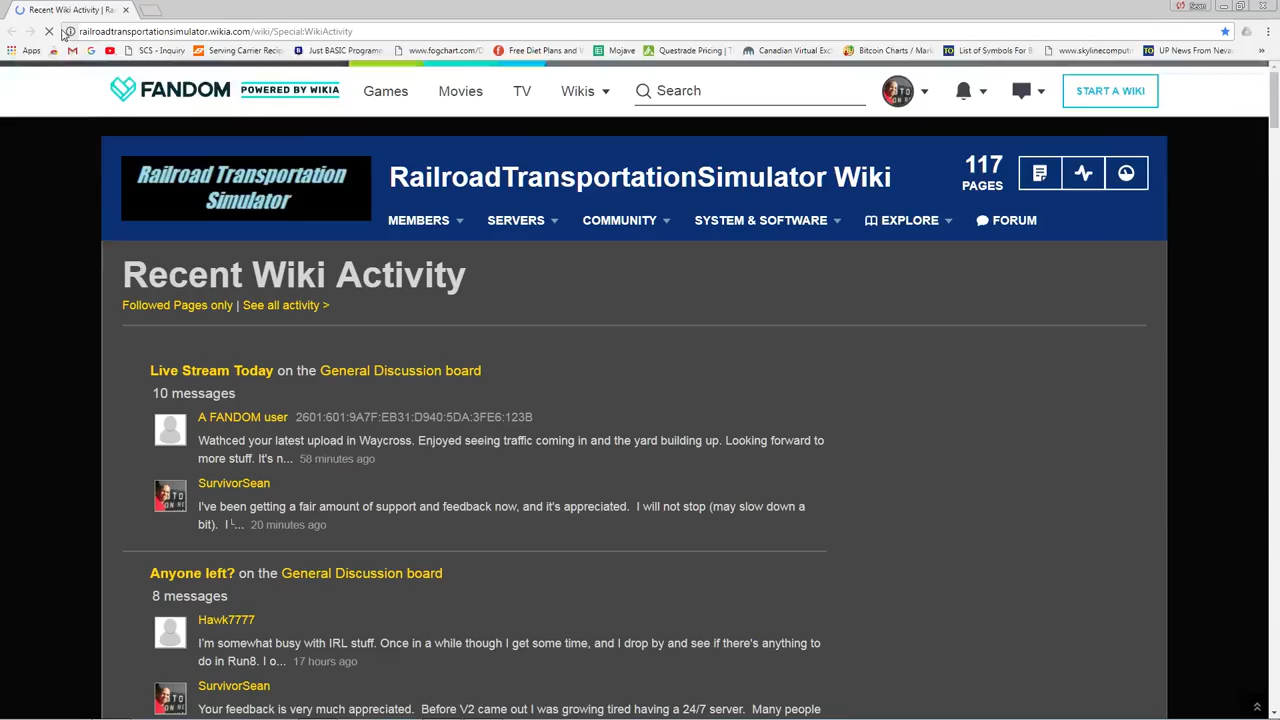 Recent Wiki Activity | Ra
Sean
railroadtransportationsimulator.wikia.com/wiki/Special:WikiActivity
Apps SCS - Inquiry Serving Carrier Recip Just BASIC Programe www.fogchart.com/D Free Diet Plans and Mojave Questrade Pricing | Canadian Virtual Exc Bitcoin Charts / Mark List of Symbols For B www.skylinecomputi UP News From Neva
FANDOM POWERED BY WIKIA Games Movies TV Wikis Search START A WIKI
Railroad Transportation
Simulator
RailroadTransportationSimulator Wiki
117
PAGES
MEMBERS SERVERS COMMUNITY SYSTEM & SOFTWARE EXPLORE FORUM
Recent Wiki Activity
Followed Pages only | See all activity >
Live Stream Today on the General Discussion board
10 messages
A FANDOM user 2601:601:9A7F:EB31:D940:5DA:3FE6:123B
Wathced your latest upload in Waycross. Enjoyed seeing traffic coming in and the yard building up. Looking forward to
more stuff. It's n... 58 minutes ago
SurvivorSean
I've been getting a fair amount of support and feedback now, and it's appreciated. I will not stop (may slow down a
bit). I ... 20 minutes ago
Anyone left? on the General Discussion board
8 messages
Hawk7777
I'm somewhat busy with IRL stuff. Once in a while though I get some time, and I drop by and see if there's anything to
do in Run8. I o... 17 hours ago
SurvivorSean
Your feedback is very much appreciated. Before V2 came out I was growing tired having a 24/7 server. Many people